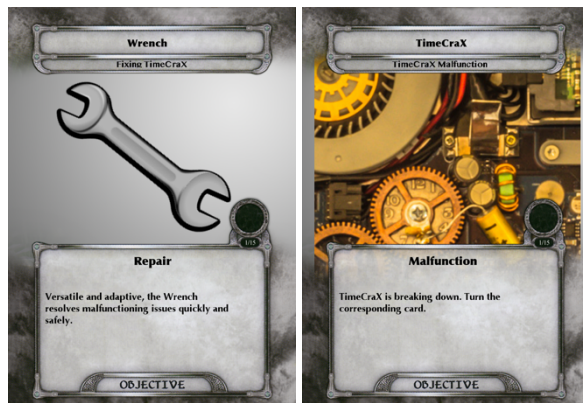 Wrench
Fixing TimeCraX
1/15
Repair
Versatile and adaptive, the Wrench
resolves malfunctioning issues quickly and
safely.
OBJECTIVE
TimeCraX
TimeCraX Malfunction
1/15
Malfunction
TimeCraX is breaking down. Turn the
corresponding card.
OBJECTIVE